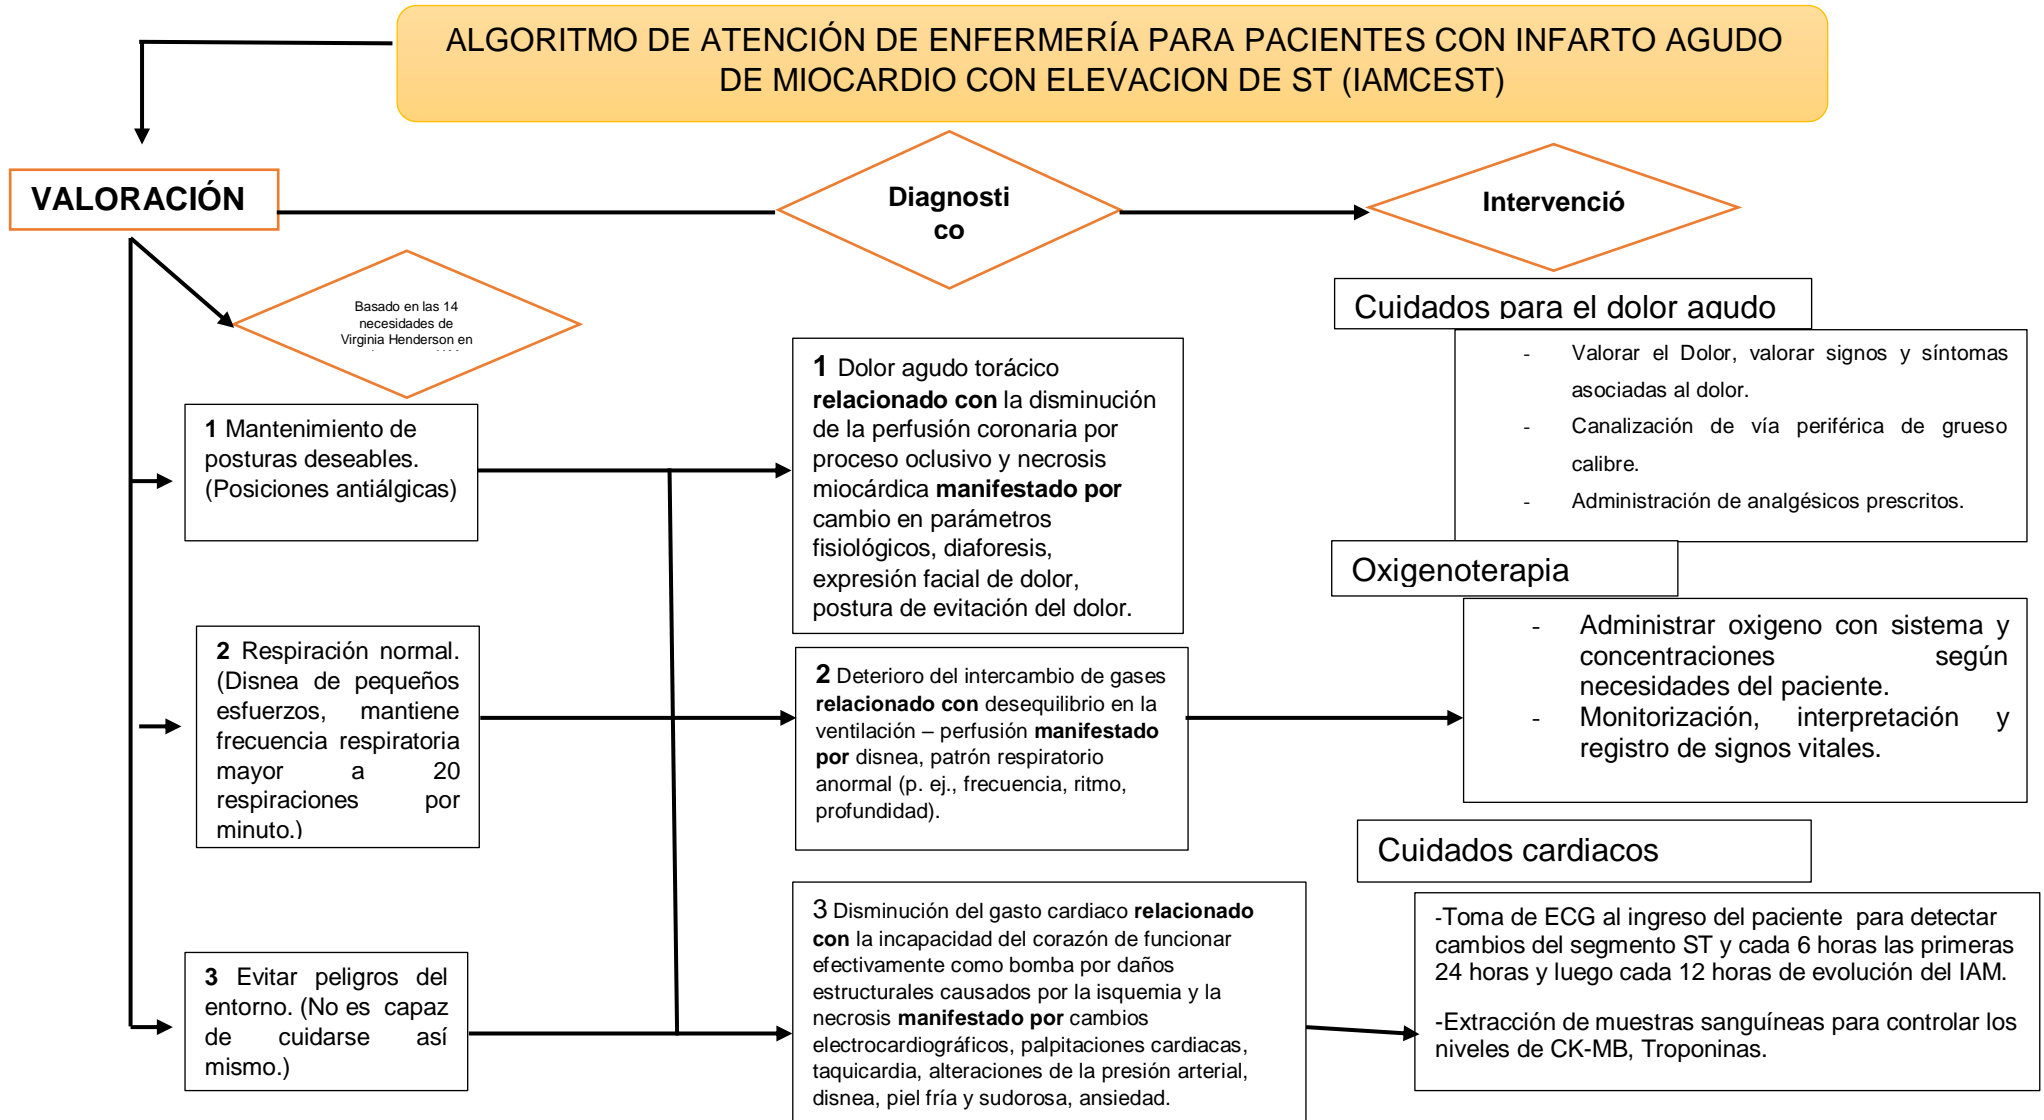 ALGORITMO DE ATENCIÓN DE ENFERMERÍA PARA PACIENTES CON INFARTO AGUDO
DE MIOCARDIO CON ELEVACION DE ST (IAMCEST)
VALORACIÓN
Diagnosti
co
Intervenció
Basado en las 14
necesidades de
Virginia Henderson en
1 Mantenimiento de
posturas deseables.
(Posiciones antiálgicas)
2 Respiración normal.
(Disnea de pequeños
esfuerzos, mantiene
frecuencia respiratoria
mayor a 20
respiraciones por
minuto.)
3 Evitar peligros del
entorno. (No es capaz
de cuidarse así
mismo.)
1 Dolor agudo torácico
relacionado con la disminución
de la perfusión coronaria por
proceso oclusivo y necrosis
miocárdica manifestado por
cambio en parámetros
fisiológicos, diaforesis,
expresión facial de dolor,
postura de evitación del dolor.
2 Deterioro del intercambio de gases
relacionado con desequilibrio en la
ventilación – perfusión manifestado
por disnea, patrón respiratorio
anormal (p. ej., frecuencia, ritmo,
profundidad).
3 Disminución del gasto cardiaco relacionado
con la incapacidad del corazón de funcionar
efectivamente como bomba por daños
estructurales causados por la isquemia y la
necrosis manifestado por cambios
electrocardiográficos, palpitaciones cardiacas,
taquicardia, alteraciones de la presión arterial,
disnea, piel fría y sudorosa, ansiedad.
Cuidados para el dolor agudo
- Valorar el Dolor, valorar signos y síntomas
asociadas al dolor.
- Canalización de vía periférica de grueso
calibre.
- Administración de analgésicos prescritos.
Oxigenoterapia
- Administrar oxigeno con sistema y
concentraciones según
necesidades del paciente.
- Monitorización, interpretación y
registro de signos vitales.
Cuidados cardiacos
-Toma de ECG al ingreso del paciente para detectar
cambios del segmento ST y cada 6 horas las primeras
24 horas y luego cada 12 horas de evolución del IAM.
-Extracción de muestras sanguíneas para controlar los
niveles de CK-MB, Troponinas.